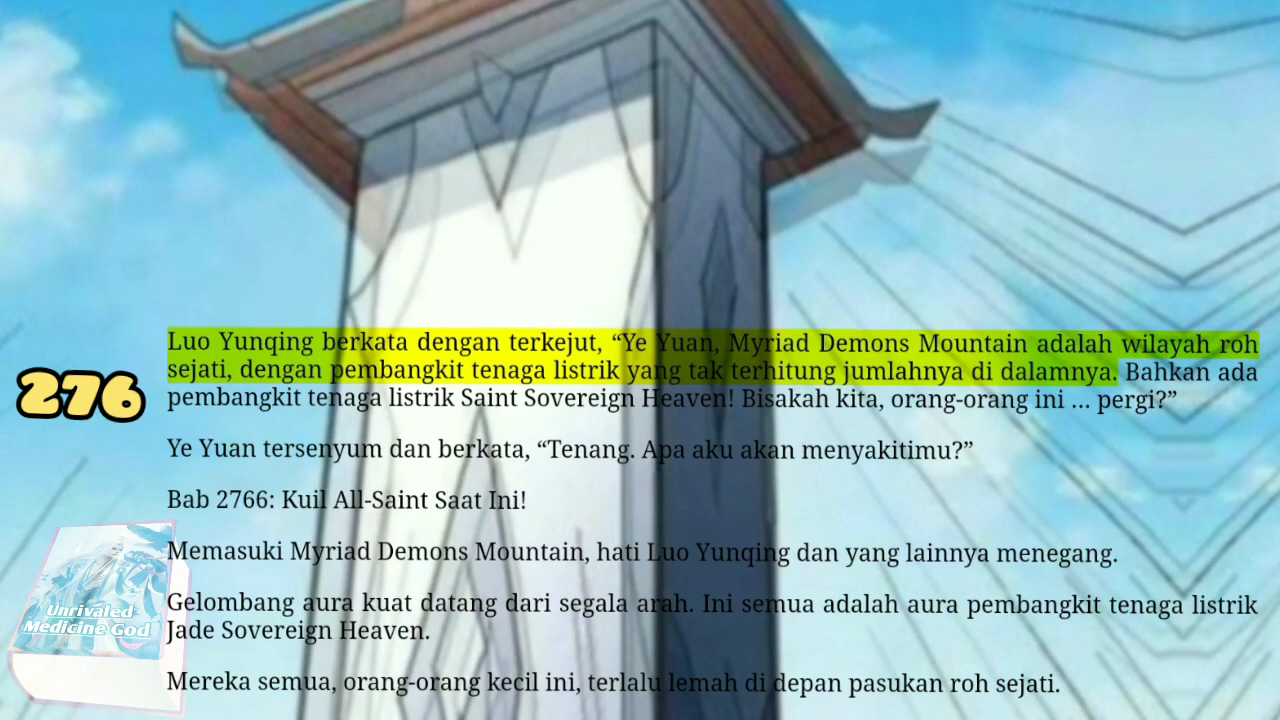 Luo Yunqing berkata dengan terkejut, “Ye Yuan, Myriad Demons Mountain adalah wilayah roh
sejati, dengan pembangkit tenaga listrik yang tak terhitung jumlahnya di dalamnya. Bahkan ada
pembangkit tenaga listrik Saint Sovereign Heaven! Bisakah kita, orang-orang ini ... pergi?”
276
Ye Yuan tersenyum dan berkata, “Tenang. Apa aku akan menyakitimu?”
Bab 2766: Kuil All-Saint Saat Ini!
Memasuki Myriad Demons Mountain, hati Luo Yunqing dan yang lainnya menegang.
Gelombang aura kuat datang dari segala arah. Ini semua adalah aura pembangkit tenaga listrik
Jade Sovereign Heaven.
Mereka semua, orang-orang kecil ini, terlalu lemah di depan pasukan roh sejati.
Unrivaled
Medicine God